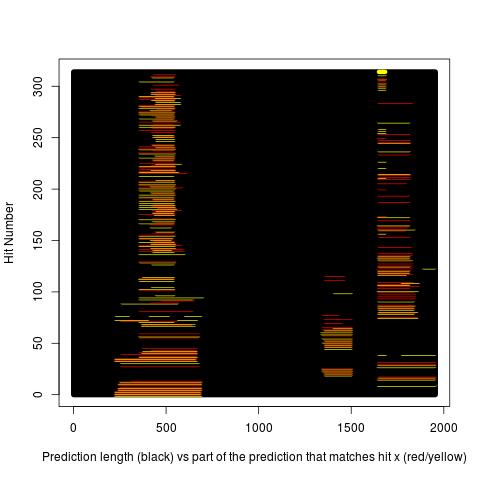 300
250
200
150
100
50
0
Hit Number
0 500 1000 1500 2000
Prediction length (black) vs part of the prediction that matches hit x (red/yellow)